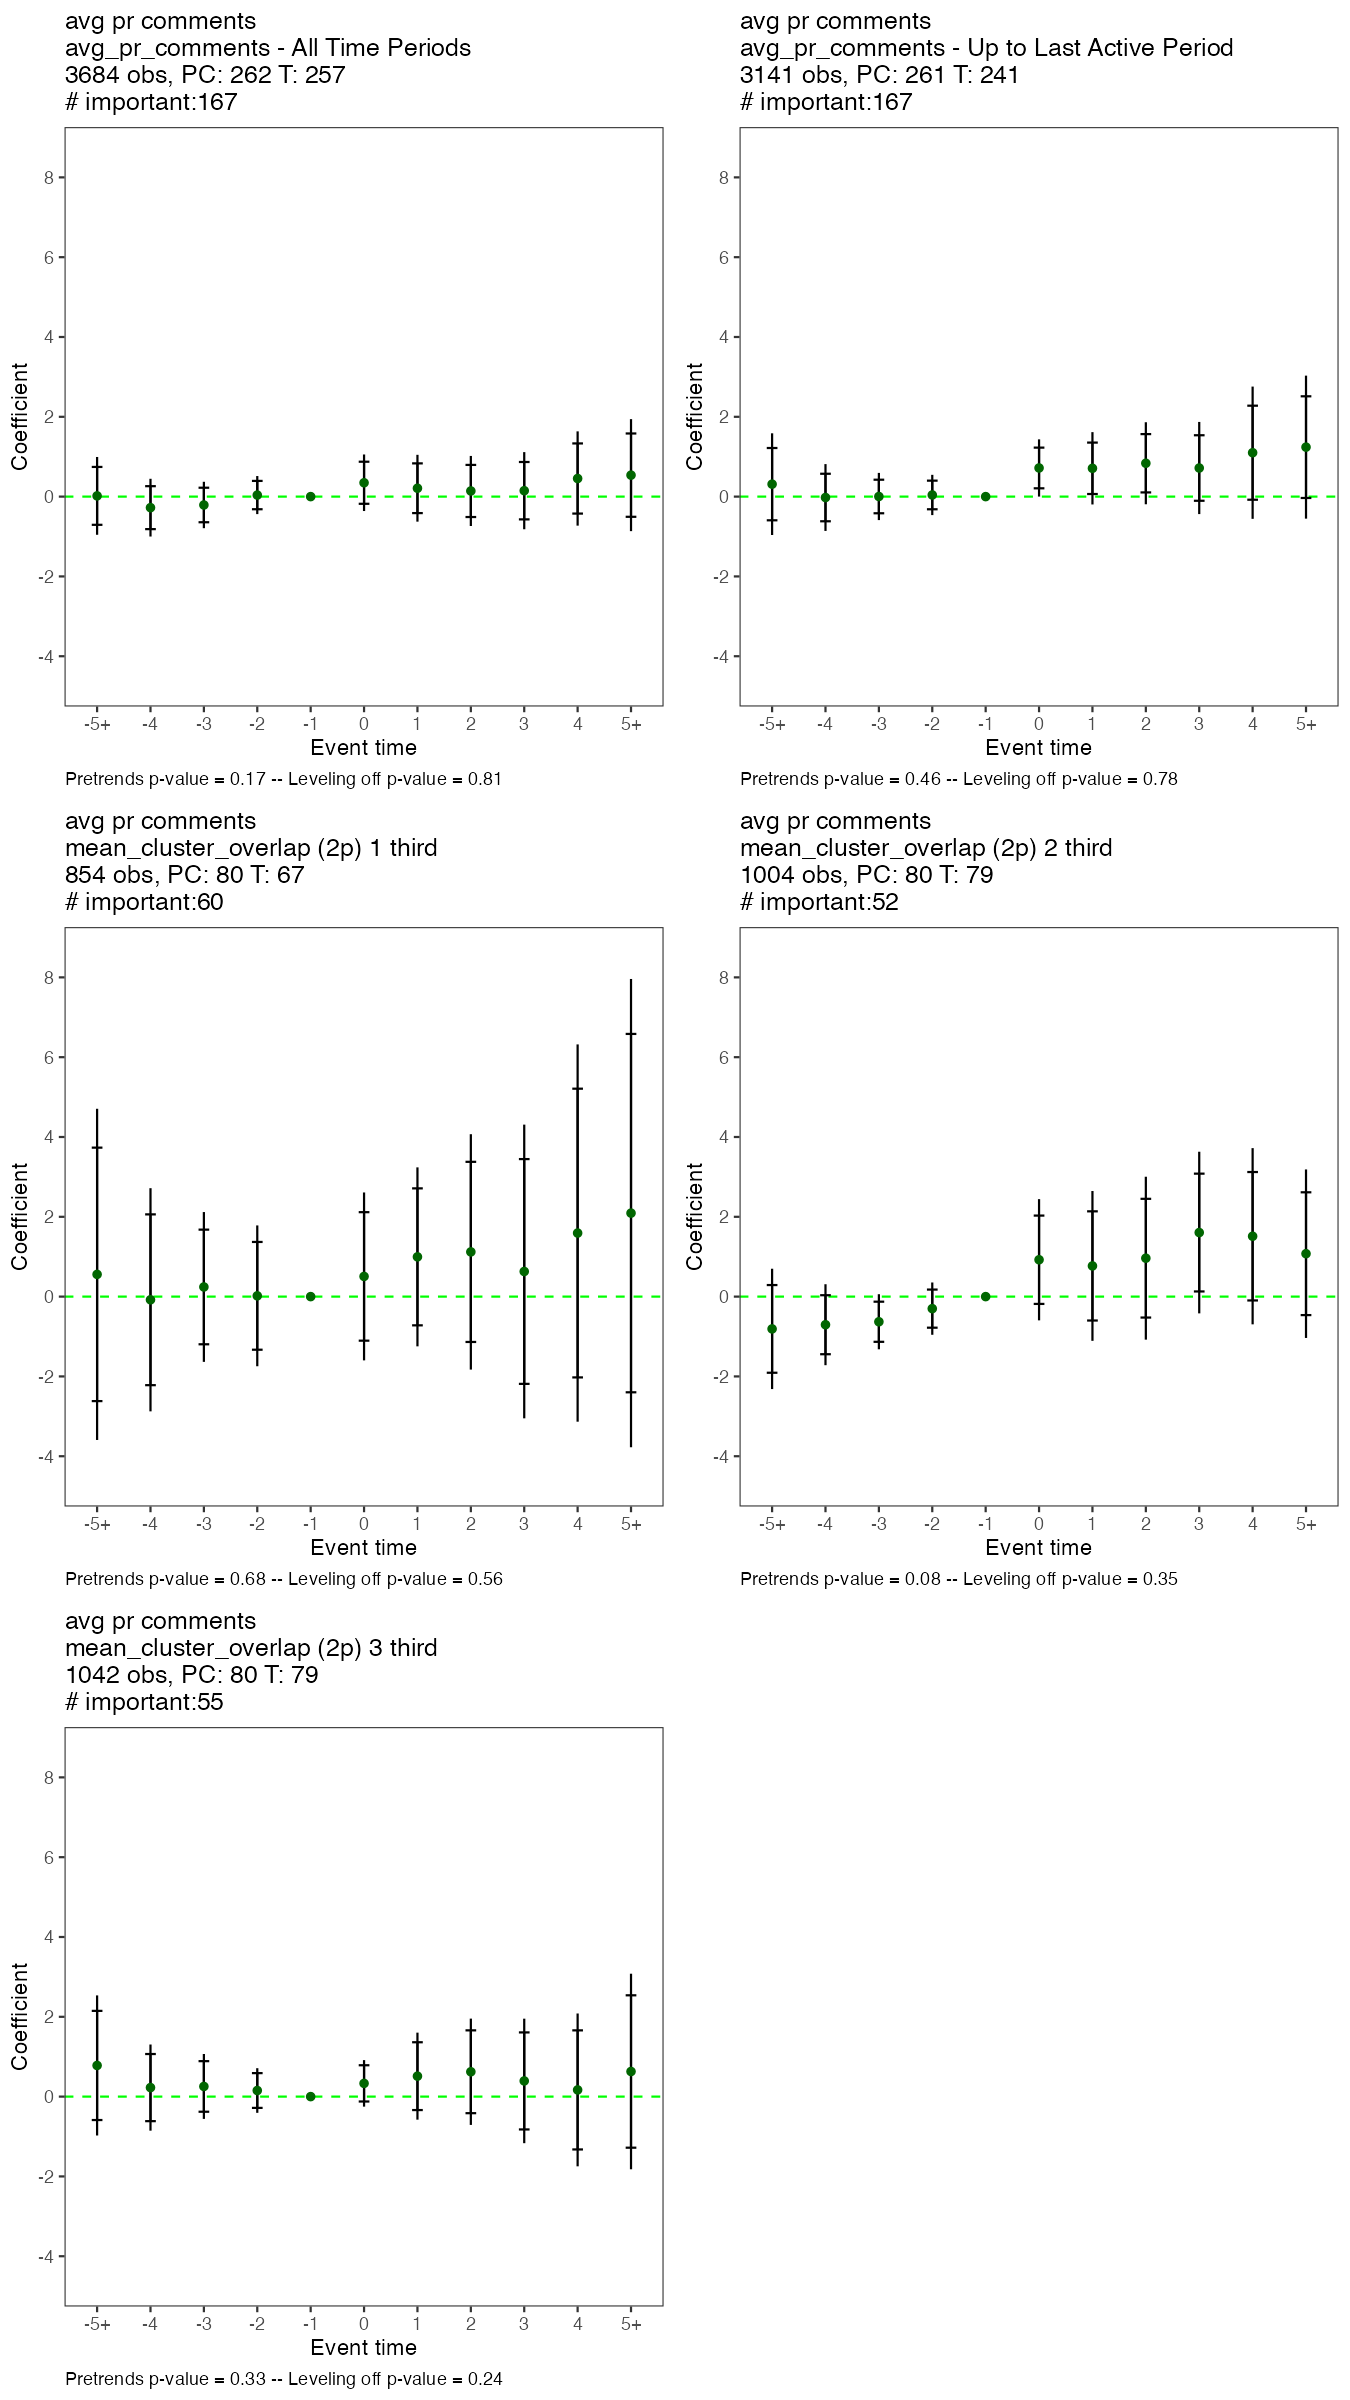 avg pr comments
avg_pr_comments - All Time Periods
3684 obs, PC: 262 T: 257
# important:167
8
6
4
2
0
-2
-4
Coefficient
-5+ -4 -3 -2 -1 0 1 2 3 4 5+
Event time
Pretrends p-value = 0.17 -- Leveling off p-value = 0.81
avg pr comments
avg_pr_comments - Up to Last Active Period
3141 obs, PC: 261 T: 241
# important:167
8
6
4
2
0
-2
-4
Coefficient
-5+ -4 -3 -2 -1 0 1 2 3 4 5+
Event time
Pretrends p-value = 0.46 -- Leveling off p-value = 0.78
avg pr comments
mean_cluster_overlap (2p) 1 third
854 obs, PC: 80 T: 67
# important:60
8
6
4
2
0
-2
-4
Coefficient
-5+ -4 -3 -2 -1 0 1 2 3 4 5+
Event time
Pretrends p-value = 0.68 -- Leveling off p-value = 0.56
avg pr comments
mean_cluster_overlap (2p) 2 third
1004 obs, PC: 80 T: 79
# important:52
8
6
4
2
0
-2
-4
Coefficient
-5+ -4 -3 -2 -1 0 1 2 3 4 5+
Event time
Pretrends p-value = 0.08 -- Leveling off p-value = 0.35
avg pr comments
mean_cluster_overlap (2p) 3 third
1042 obs, PC: 80 T: 79
# important:55
8
6
4
2
0
-2
-4
Coefficient
-5+ -4 -3 -2 -1 0 1 2 3 4 5+
Event time
Pretrends p-value = 0.33 -- Leveling off p-value = 0.24